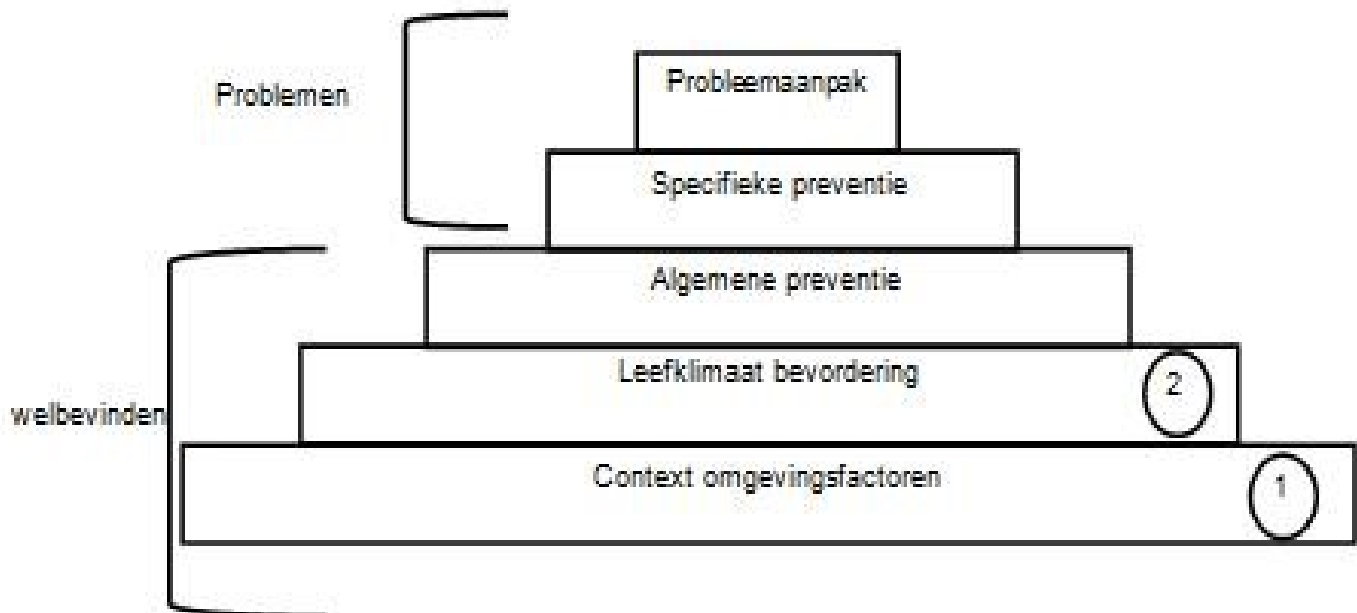 Probleemaanpak
Problemen
Specifieke preventie
Algemene preventie
Leefklimaat bevordering
2
welbevinden
Context omgevingsfactoren
1